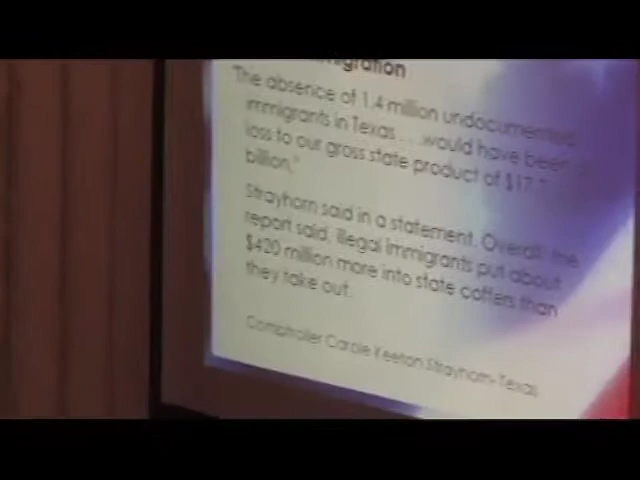 migration
The absence of 1.4 million undocumented
immigrants in Texas . . .would have been a
loss to our gross state product of $17.7
billion,"
Strayhorn said in a statement. Overall, the
report said, illegal immigrants put about
$420 million more into state coffers than
they take out.
Comptroller Carole Keeton Strayhorn- Texas